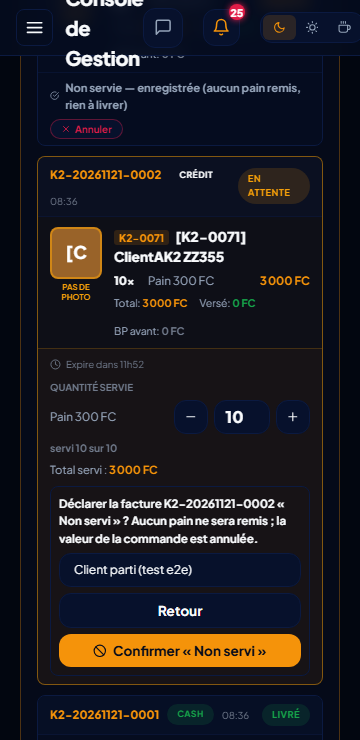 Console
de
Gestion
25
Non servie — enregistrée (aucun pain remis,
rien à livrer)
Annuler
K2-20261121-0002 CRÉDIT EN
ATTENTE
08:36
[C
PAS DE
PHOTO
K2-0071 [K2-0071]
ClientAK2 ZZ355
10× Pain 300 FC 3 000 FC
Total: 3 000 FC Versé: 0 FC
BP avant: 0 FC
Expire dans 11h52
QUANTITÉ SERVIE
Pain 300 FC − 10 +
servi 10 sur 10
Total servi : 3 000 FC
Déclarer la facture K2-20261121-0002 «
Non servi » ? Aucun pain ne sera remis ; la
valeur de la commande est annulée.
Client parti (test e2e)
Retour
Confirmer « Non servi »
K2-20261121-0001 CASH 08:36 LIVRÉ